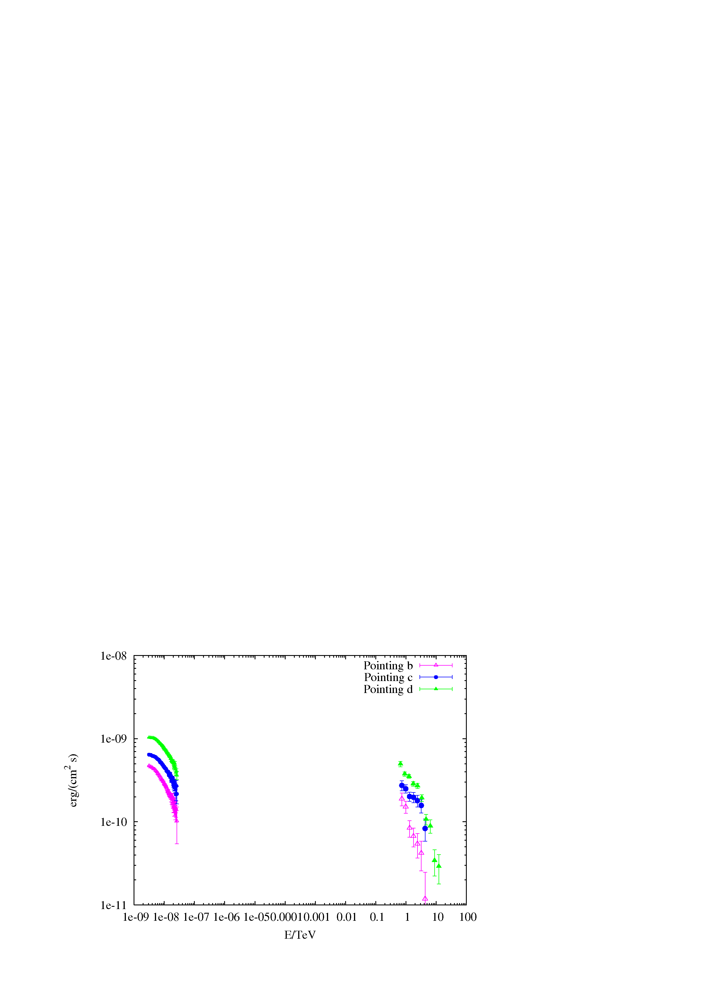 1e-08
Pointing b
Pointing c
Pointing d
1e-09
erg/(cm2 s)
1e-10
1e-11
1e-09 1e-08 1e-07 1e-06 1e-05 0.0001 0.001 0.01 0.1 1 10 100
E/TeV